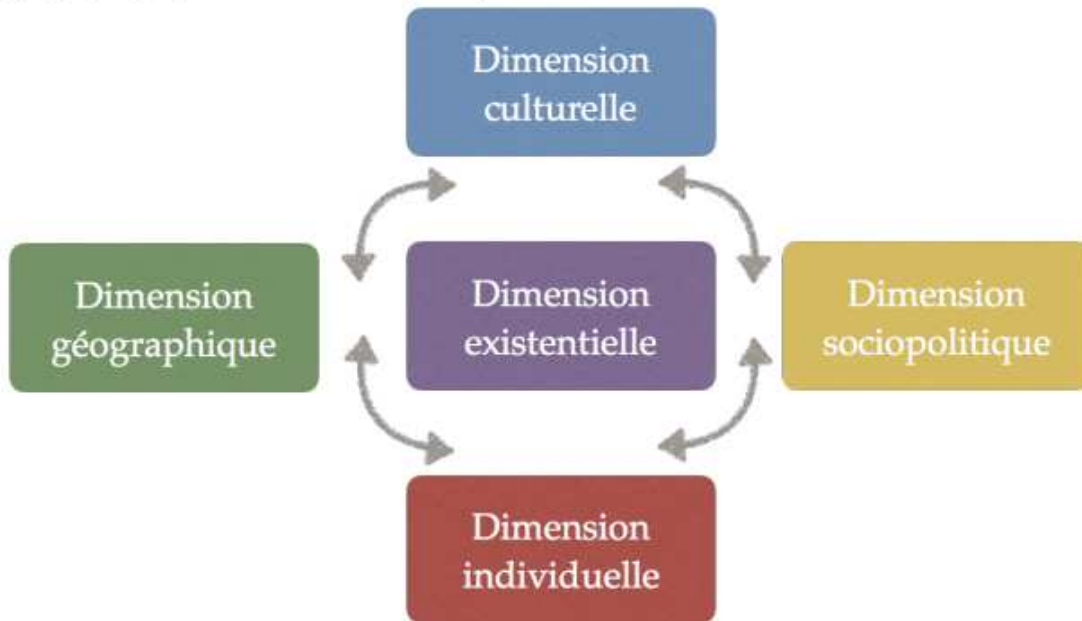 Dimension
culturelle
Dimension
géographique
Dimension
existentielle
Dimension
sociopolitique
Dimension
individuelle